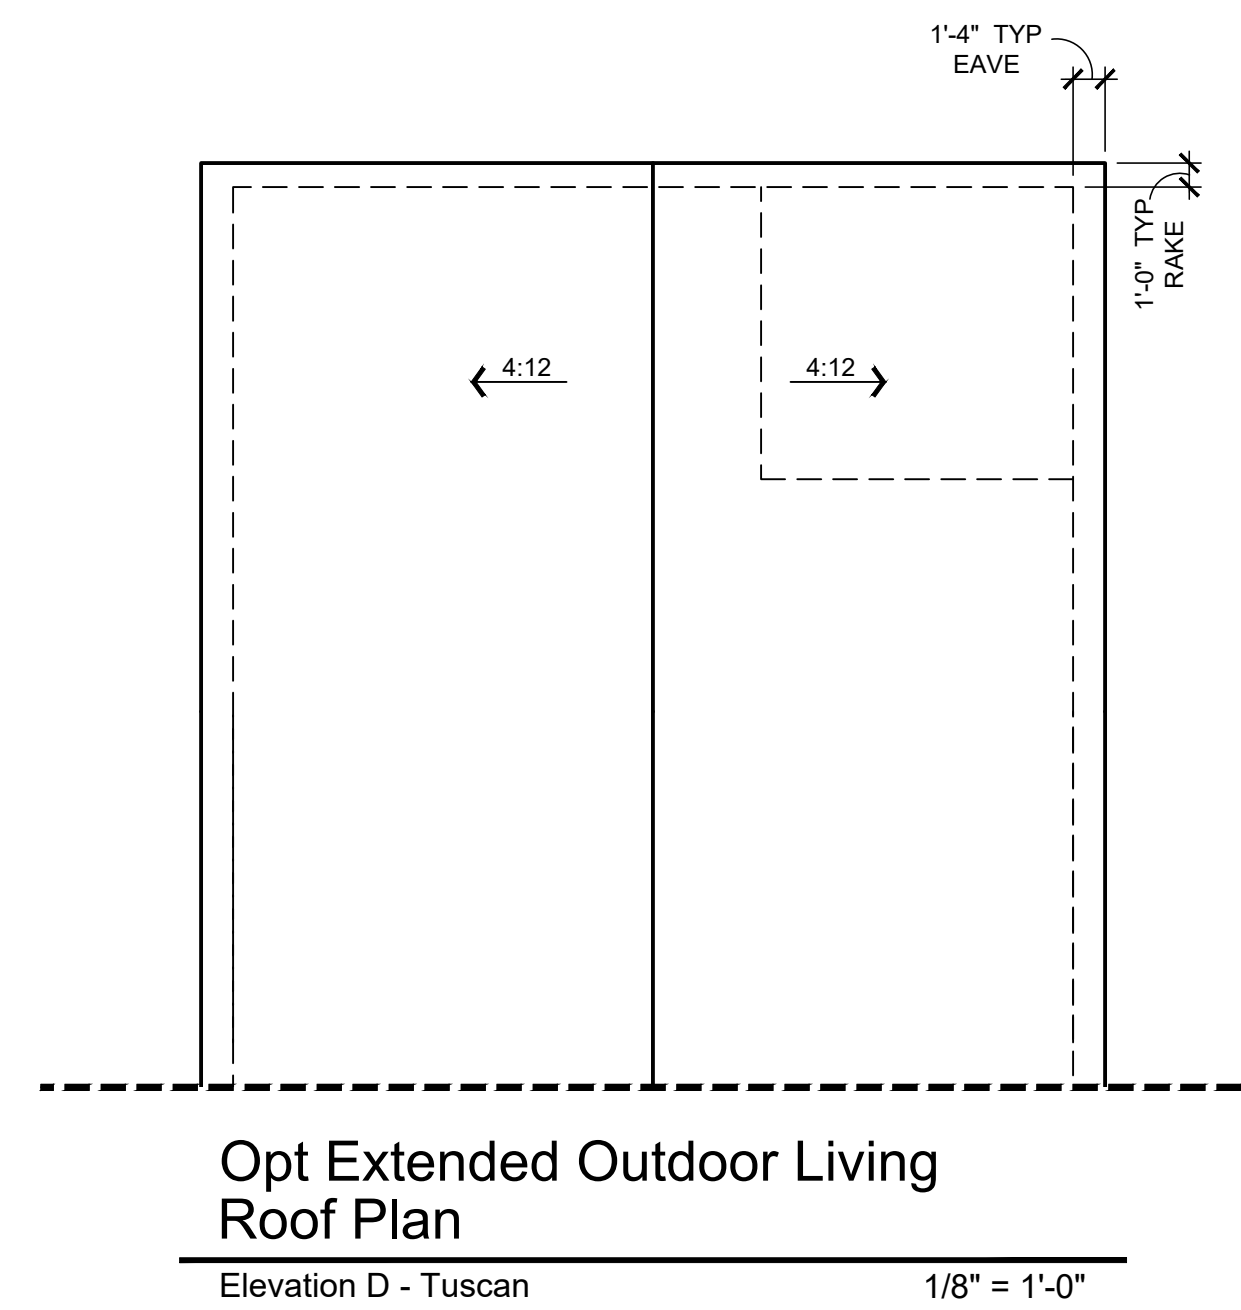 1'-4" TYP
EAVE
1'-0" TYP
RAKE
4:12
4:12
Opt Extended Outdoor Living
Roof Plan
Elevation D - Tuscan
1/8" = 1'-0"